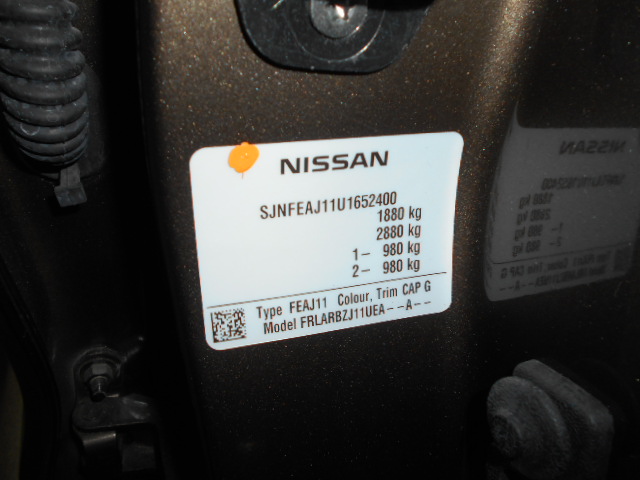 NISSAN
SJNFEAJ11U1652400
1880 kg
2880 kg
1- 980 kg
2- 980 kg
Type FEAJ11 Colour, Trim CAP G
Model FRLARBZJ11UEA--A--